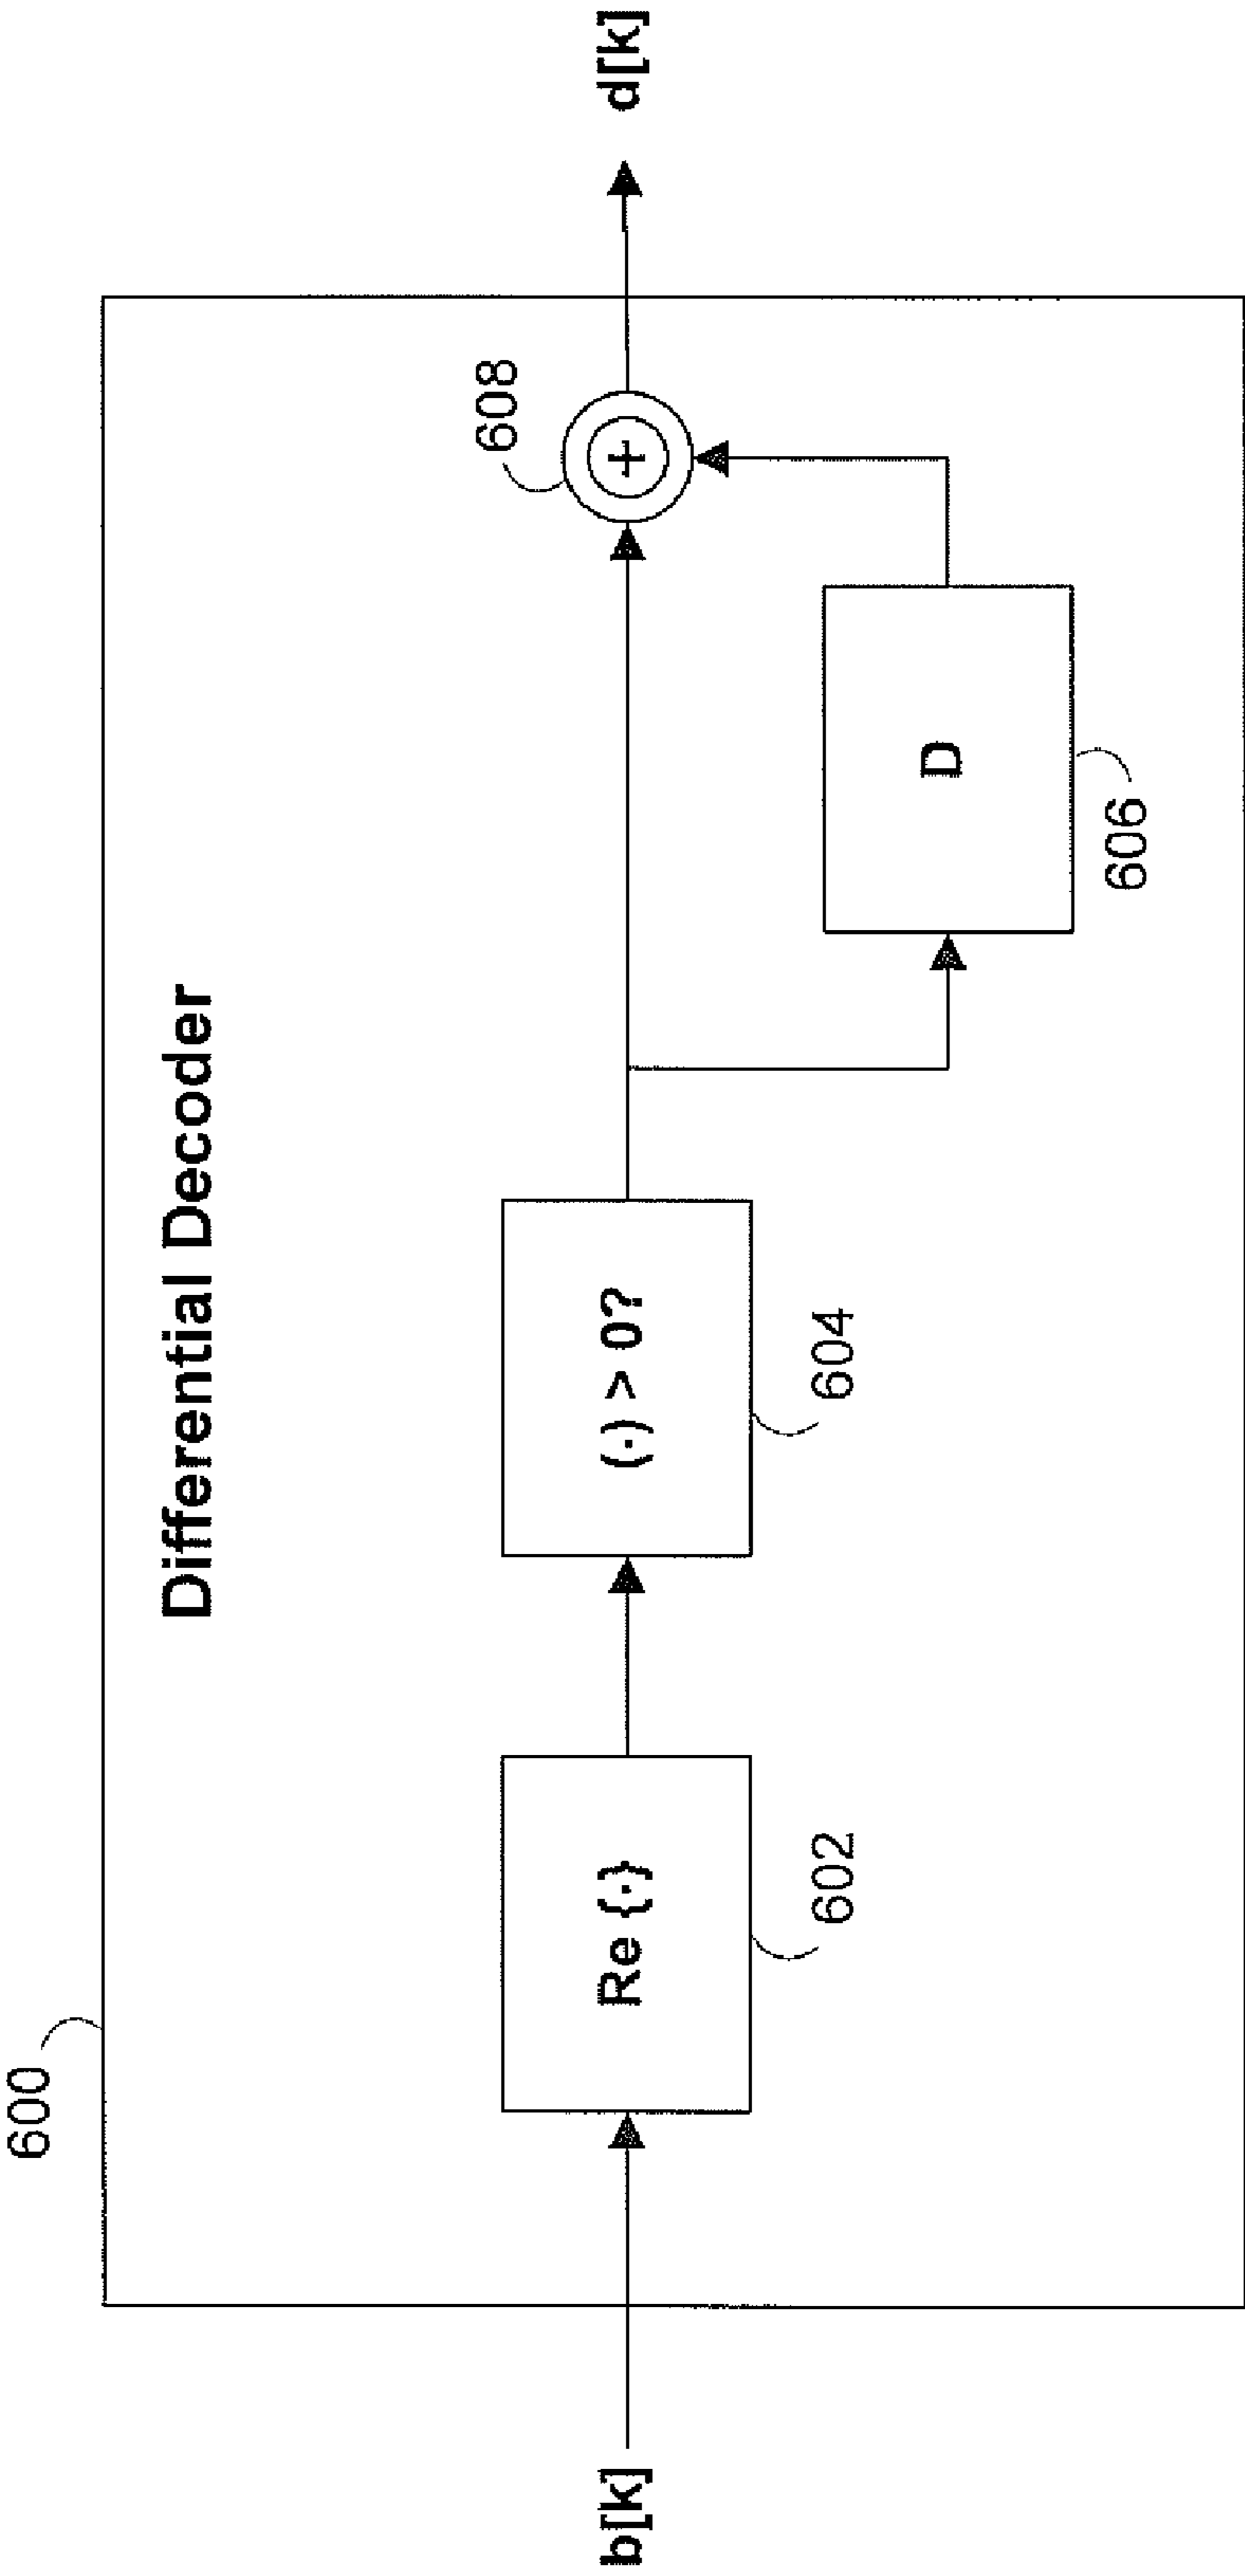 600
Differential Decoder
b[k]
Re {·}
602
(·) > 0?
604
D
606
+
608
d[k]